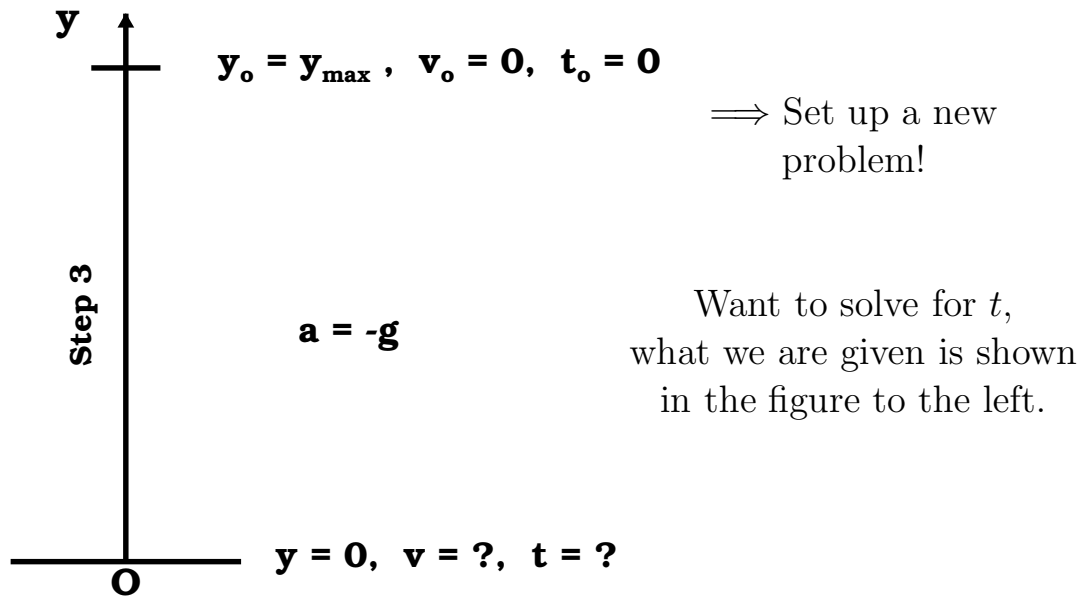 y
yₒ = y_max , vₒ = 0, tₒ = 0
⟹ Set up a new
problem!
Step 3
a = -g
Want to solve for t,
what we are given is shown
in the figure to the left.
y = 0, v = ?, t = ?
O